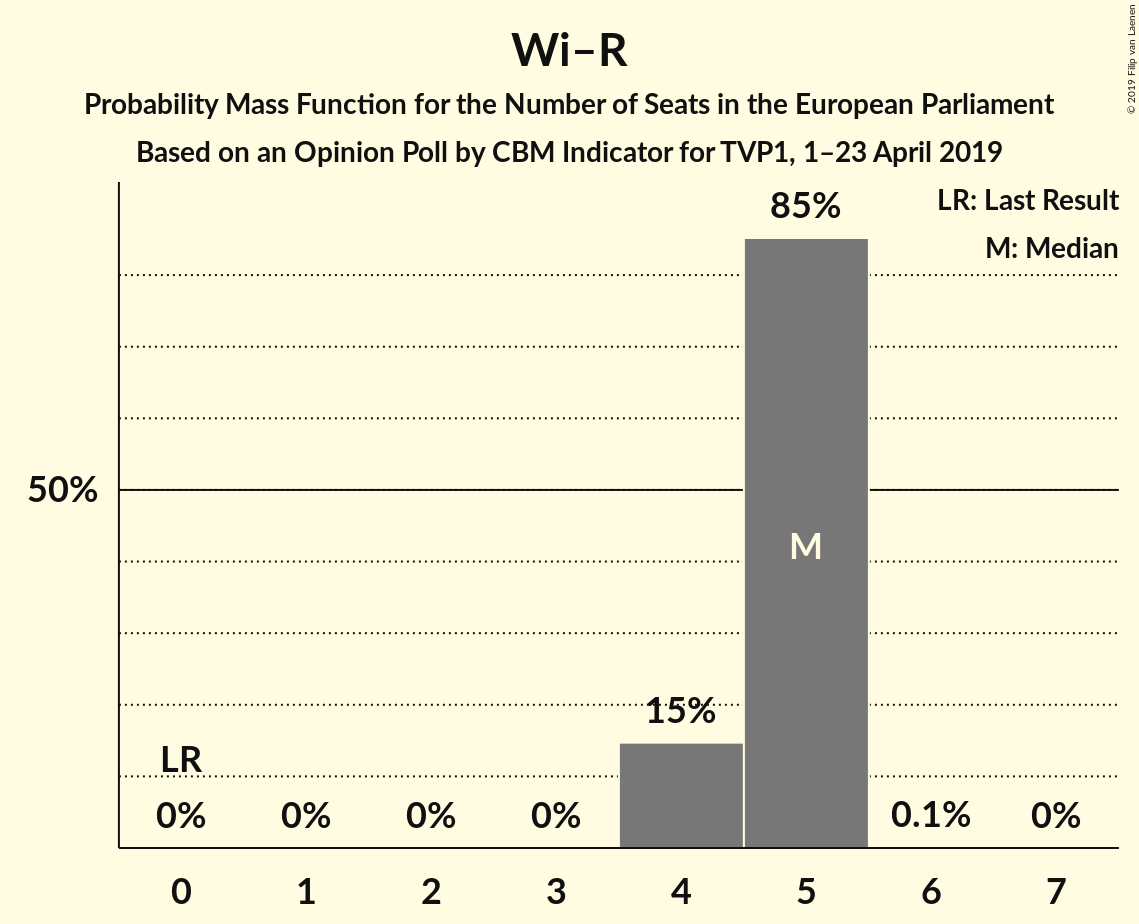 Wi–R
Probability Mass Function for the Number of Seats in the European Parliament
Based on an Opinion Poll by CBM Indicator for TVP1, 1–23 April 2019
© 2019 Filip van Laenen
LR: Last Result
M: Median
85%
50%
M
15%
LR
0% 0% 0% 0% 0.1% 0%
0 1 2 3 4 5 6 7